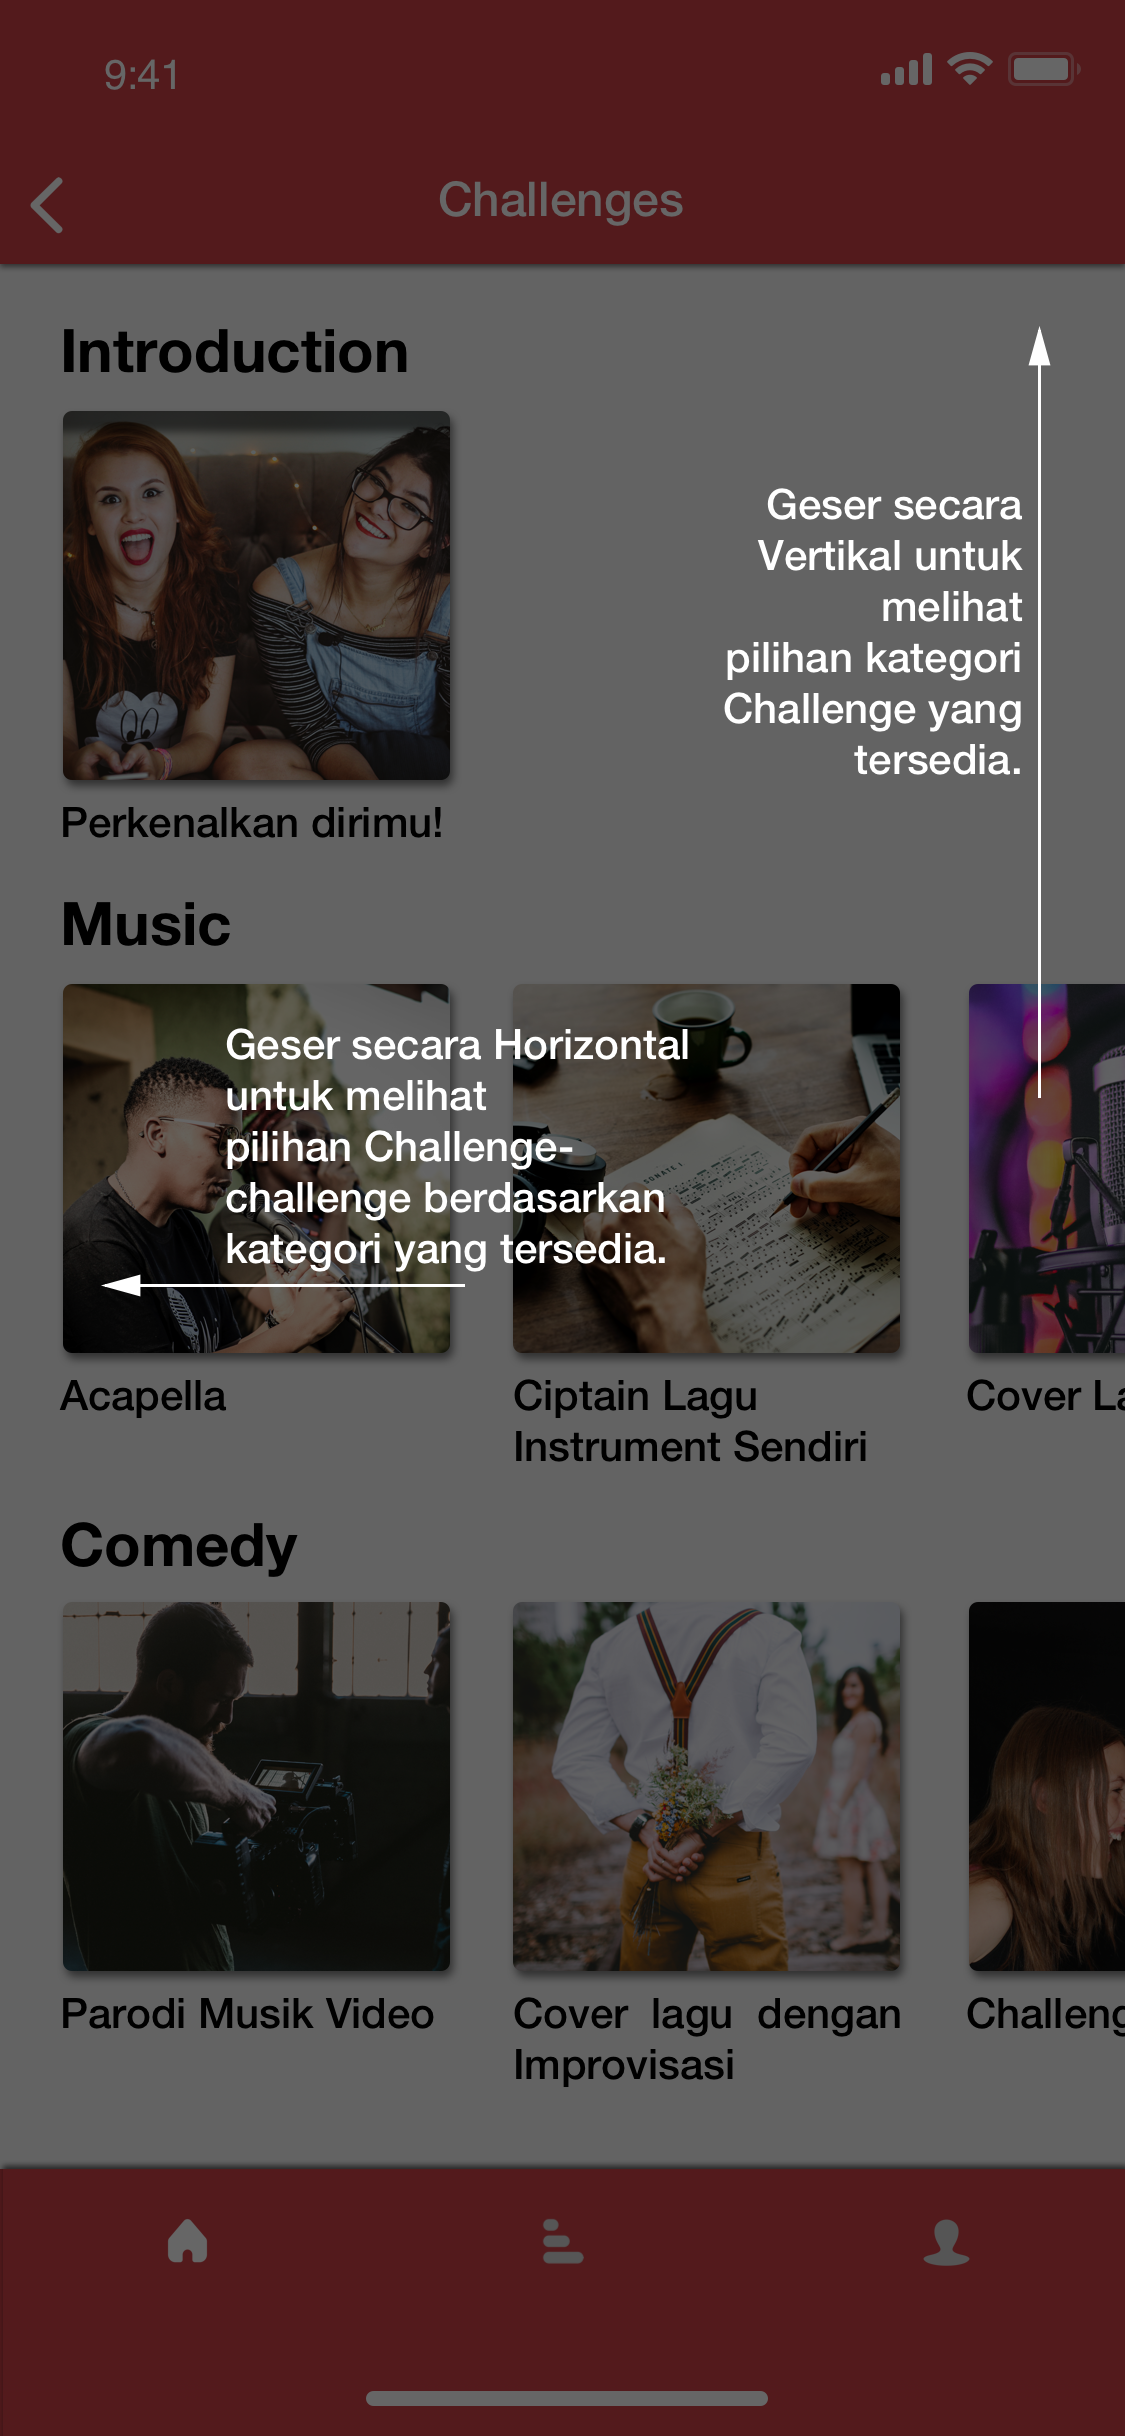 9:41
Challenges
Introduction
Geser secara
Vertikal untuk
melihat
pilihan kategori
Challenge yang
tersedia.
Perkenalkan dirimu!
Music
Geser secara Horizontal
untuk melihat
pilihan Challenge-
challenge berdasarkan
kategori yang tersedia.
Acapella
Ciptain Lagu
Instrument Sendiri
Cover La
Comedy
Parodi Musik Video
Cover lagu dengan
Improvisasi
Challeng